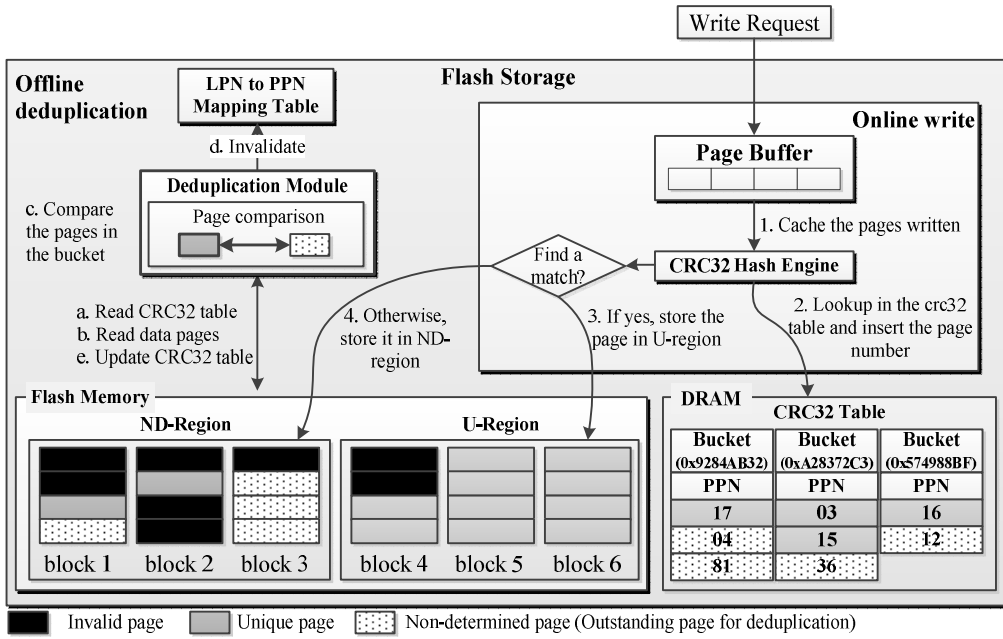 Write Request
Offline
deduplication
Flash Storage
LPN to PPN
Mapping Table
d. Invalidate
Deduplication Module
Page comparison
c. Compare
the pages in
the bucket
a. Read CRC32 table
b. Read data pages
e. Update CRC32 table
Online write
Page Buffer
1. Cache the pages written
CRC32 Hash Engine
Find a
match?
2. Lookup in the crc32
table and insert the page
number
3. If yes, store the
page in U-region
4. Otherwise,
store it in ND-
region
Flash Memory
ND-Region
U-Region
block 1 block 2 block 3 block 4 block 5 block 6
DRAM
CRC32 Table
Bucket Bucket Bucket
(0x9284AB32) (0xA28372C3) (0x574988BF)
PPN PPN PPN
17 03 16
04 15 12
81 36
Invalid page Unique page Non-determined page (Outstanding page for deduplication)